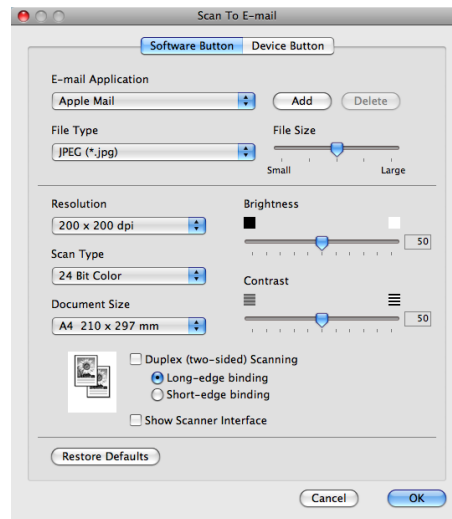 Scan To E-mail
Software Button Device Button
E-mail Application
Apple Mail Add Delete
File Type File Size
JPEG (*.jpg)
Small Large
Resolution Brightness
200 x 200 dpi
50
Scan Type
24 Bit Color Contrast
Document Size
A4 210 x 297 mm 50
Duplex (two-sided) Scanning
Long-edge binding
Short-edge binding
Show Scanner Interface
Restore Defaults
Cancel OK